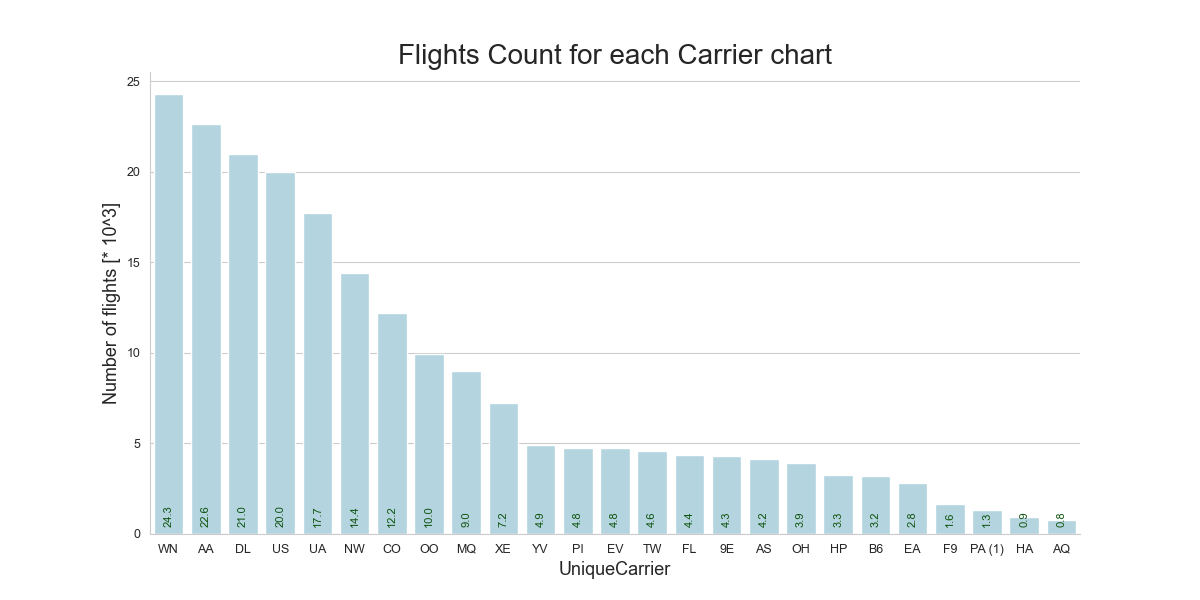 Flights Count for each Carrier chart
Number of flights [* 10^3]
25
20
15
10
5
0
24.3 22.6 21.0 20.0 17.7 14.4 12.2 10.0 9.0 7.2 4.9 4.8 4.8 4.6 4.4 4.3 4.2 3.9 3.3 3.2 2.8 1.6 1.3 0.9 0.8
WN AA DL US UA NW CO OO MQ XE YV PI EV TW FL 9E AS OH HP B6 EA F9 PA (1) HA AQ
UniqueCarrier